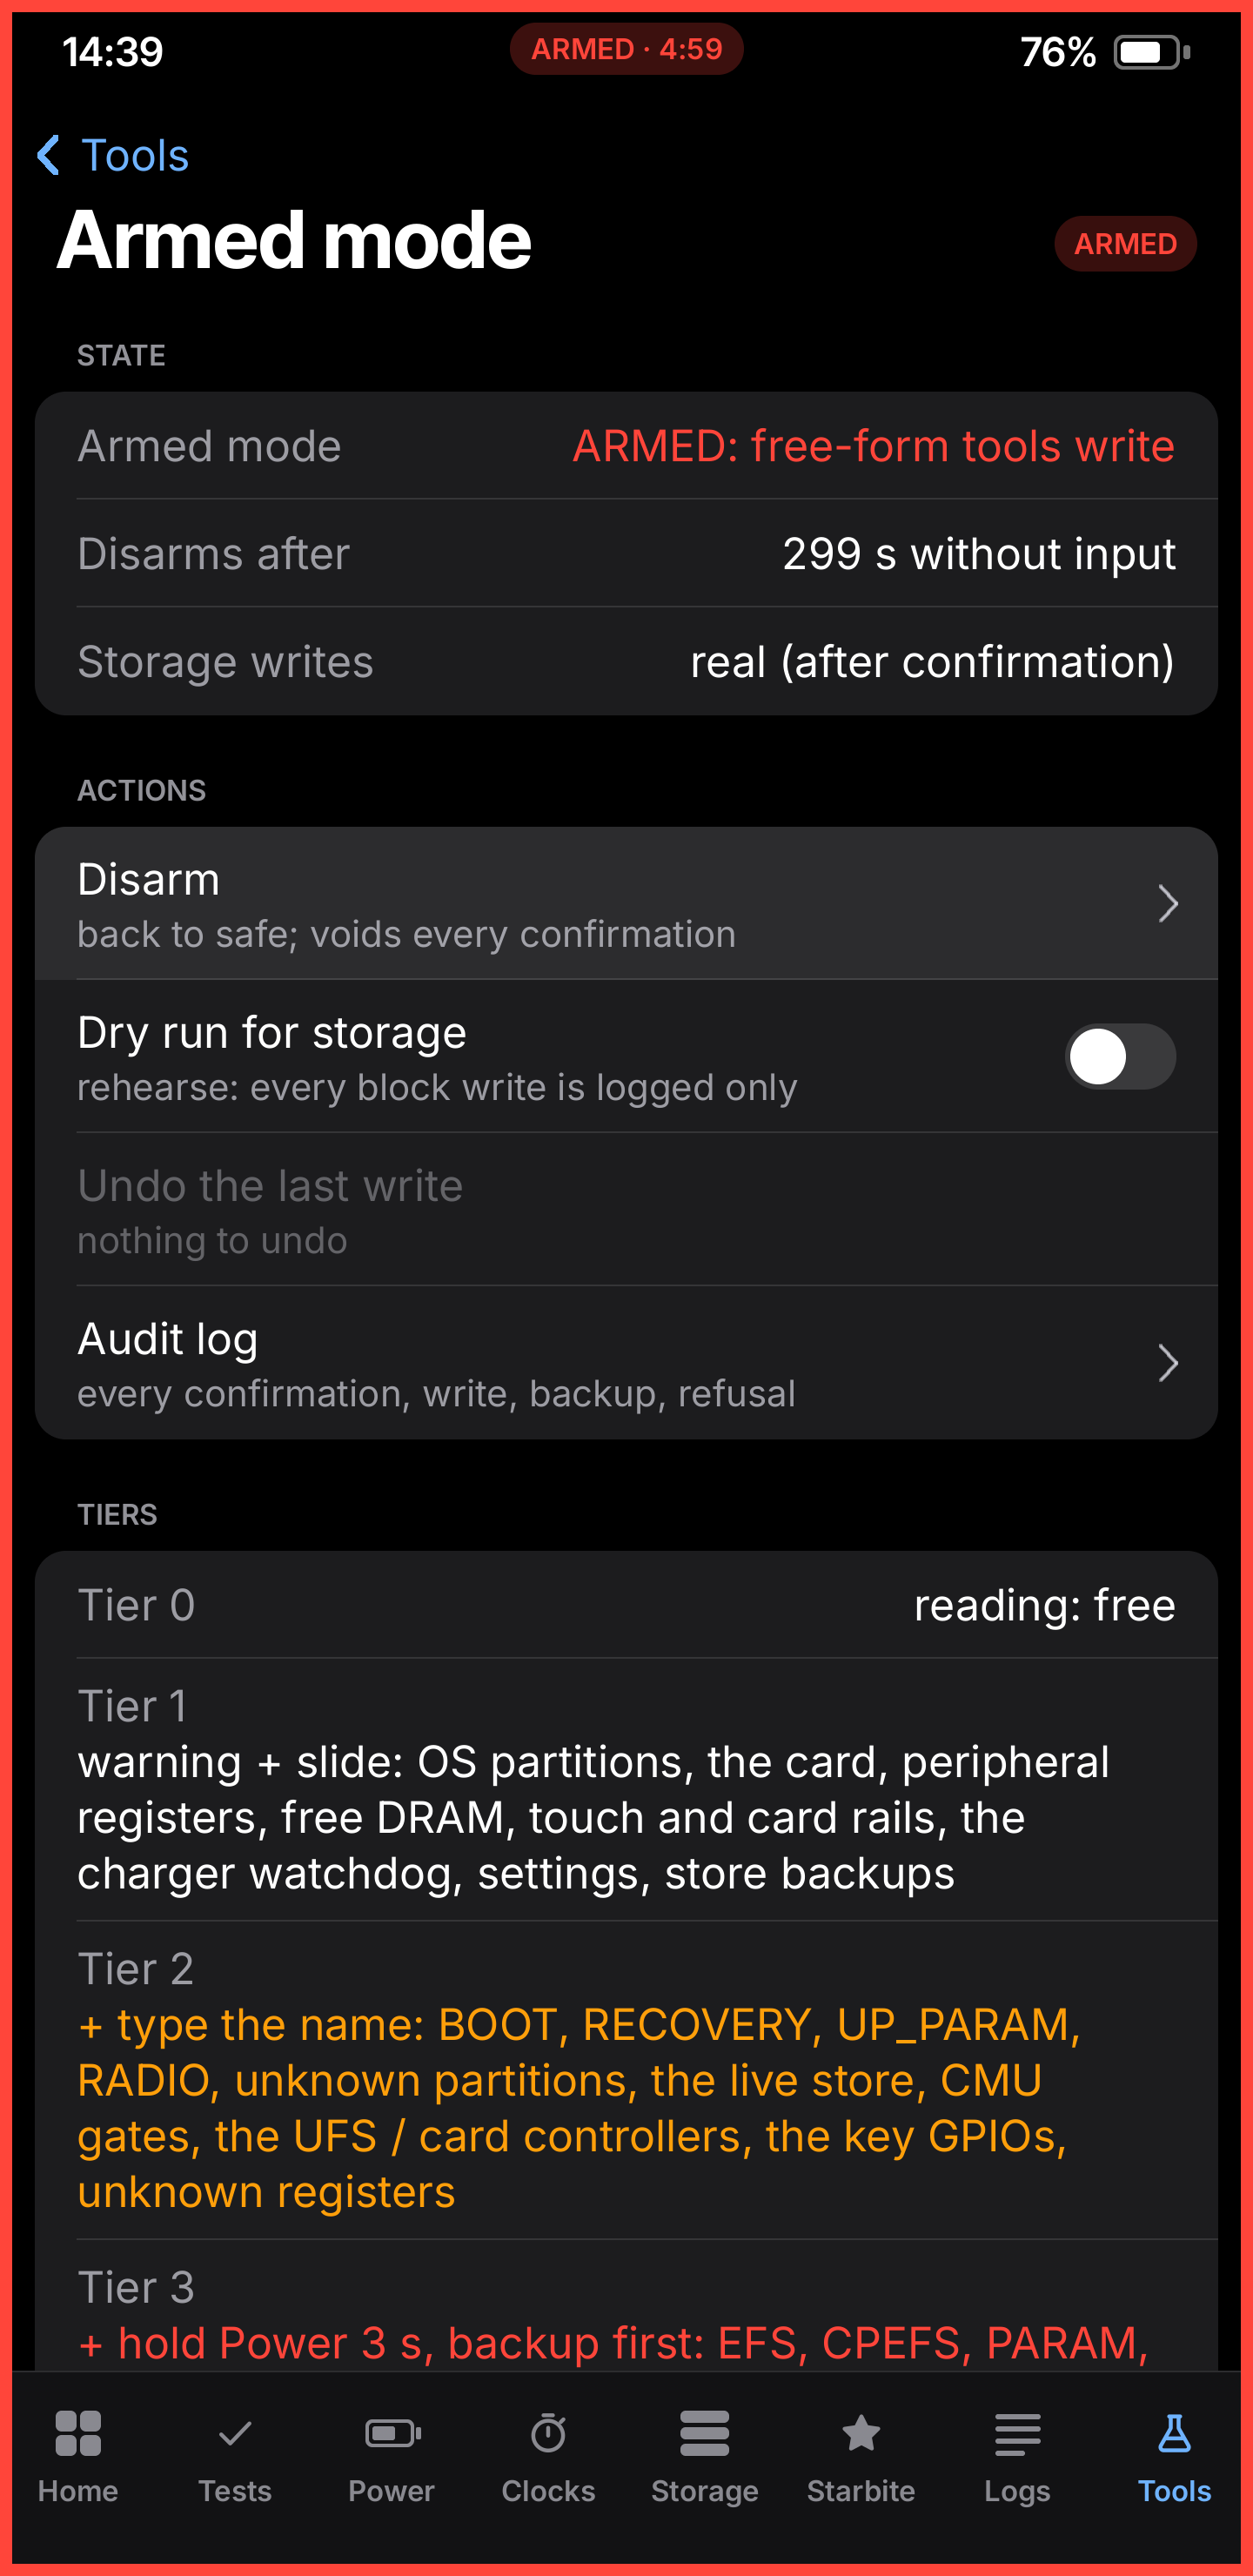 14:39
ARMED · 4:59
76%
Tools
Armed mode
ARMED
STATE
Armed mode
ARMED: free-form tools write
Disarms after
299 s without input
Storage writes
real (after confirmation)
ACTIONS
Disarm
back to safe; voids every confirmation
Dry run for storage
rehearse: every block write is logged only
Undo the last write
nothing to undo
Audit log
every confirmation, write, backup, refusal
TIERS
Tier 0
reading: free
Tier 1
warning + slide: OS partitions, the card, peripheral
registers, free DRAM, touch and card rails, the
charger watchdog, settings, store backups
Tier 2
+ type the name: BOOT, RECOVERY, UP_PARAM,
RADIO, unknown partitions, the live store, CMU
gates, the UFS / card controllers, the key GPIOs,
unknown registers
Tier 3
+ hold Power 3 s, backup first: EFS, CPEFS, PARAM,
Home
Tests
Power
Clocks
Storage
Starbite
Logs
Tools